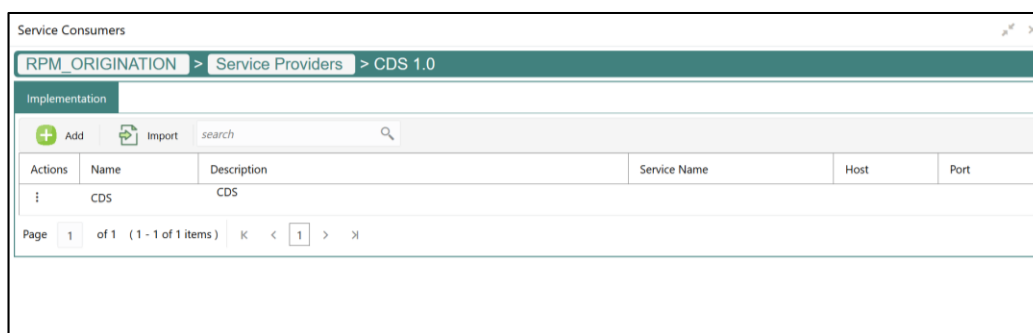 Service Consumers
RPM_ORIGINATION > Service Providers > CDS 1.0
Implementation
Add Import search
Actions Name Description Service Name Host Port
CDS CDS
Page 1 of 1 (1 - 1 of 1 items) K < 1 > >|